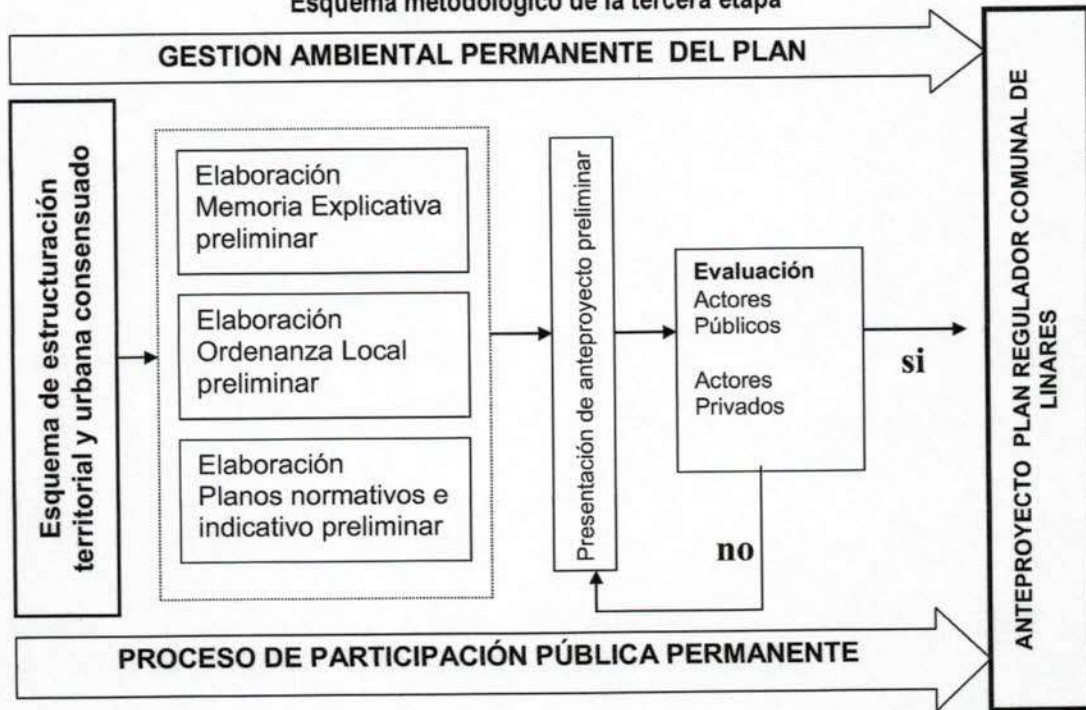 Esquema metodológico de la tercera etapa
GESTION AMBIENTAL PERMANENTE DEL PLAN
Esquema de estructuración
territorial y urbana consensuado
Elaboración
Memoria Explicativa
preliminar
Elaboración
Ordenanza Local
preliminar
Elaboración
Planos normativos e
indicativo preliminar
Presentación de anteproyecto preliminar
Evaluación
Actores
Públicos
Actores
Privados
si
no
ANTEPROYECTO PLAN REGULADOR COMUNAL DE
LINARES
PROCESO DE PARTICIPACIÓN PÚBLICA PERMANENTE